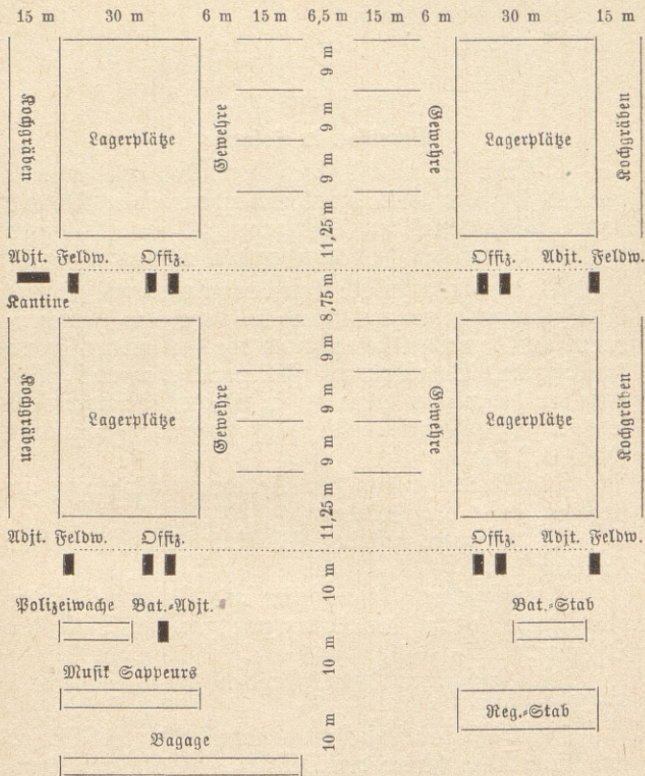 15 m 30 m 6 m 15 m 6,5 m 15 m 6 m 30 m 15 m
9 m
9 m
9 m
11,25 m
Kochgräben Lagerplätze Gewehre Gewehre Lagerplätze Kochgräben
Adjt. Feldw. Offiz. Offiz. Adjt. Feldw.
Kantine
8,75 m
9 m
9 m
9 m
11,25 m
Kochgräben Lagerplätze Gewehre Gewehre Lagerplätze Kochgräben
Adjt. Feldw. Offiz. Offiz. Adjt. Feldw.
10 m
Polizeiwache Bat.-Adjt. Bat.-Stab
10 m
Musik Sappeurs
Reg.-Stab
10 m
Bagage